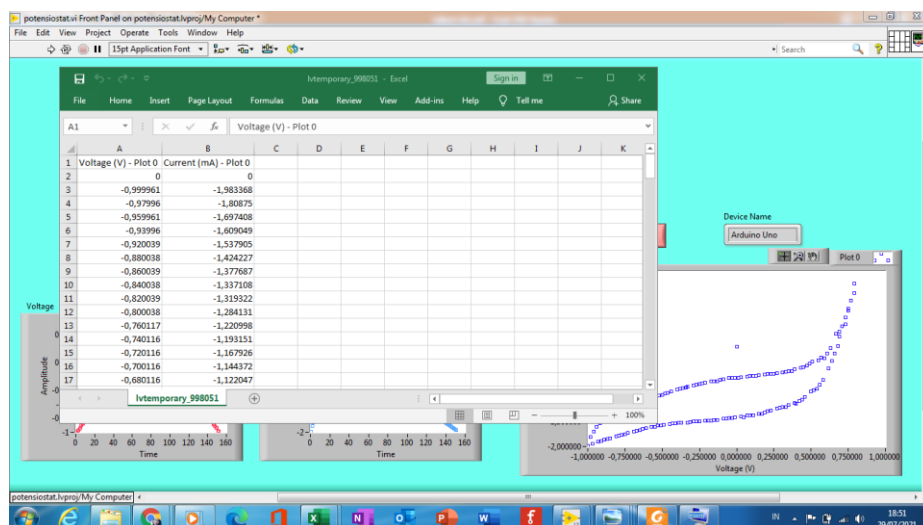 potensiostat.vi Front Panel on potensiostat.lvproj/My Computer *
File Edit View Project Operate Tools Window Help
15pt Application Font
Search
lvtemporary_998051 - Excel
Sign in
File Home Insert Page Layout Formulas Data Review View Add-ins Help Tell me Share
A1 fx Voltage (V) - Plot 0
A B C D E F G H I J K
1 Voltage (V) - Plot 0 Current (mA) - Plot 0
2 0 0
3 -0,999961 -1,983368
4 -0,97996 -1,80875
5 -0,959961 -1,697408
6 -0,93996 -1,609049
7 -0,920039 -1,537905
8 -0,880038 -1,424227
9 -0,860039 -1,377687
10 -0,840038 -1,337108
11 -0,820039 -1,319322
12 -0,800038 -1,284131
13 -0,760117 -1,220998
14 -0,740116 -1,193151
15 -0,720116 -1,167926
16 -0,700116 -1,144372
17 -0,680116 -1,122047
lvtemporary_998051
100%
Device Name
Arduino Uno
Plot 0
Voltage
Amplitude
-1
0 20 40 60 80 100 120 140 160
Time
-2
0 20 40 60 80 100 120 140 160
Time
-2,000000
-1,000000 -0,750000 -0,500000 -0,250000 0,000000 0,250000 0,500000 0,750000 1,000000
Voltage (V)
potensiostat.lvproj/My Computer
IN
18:51